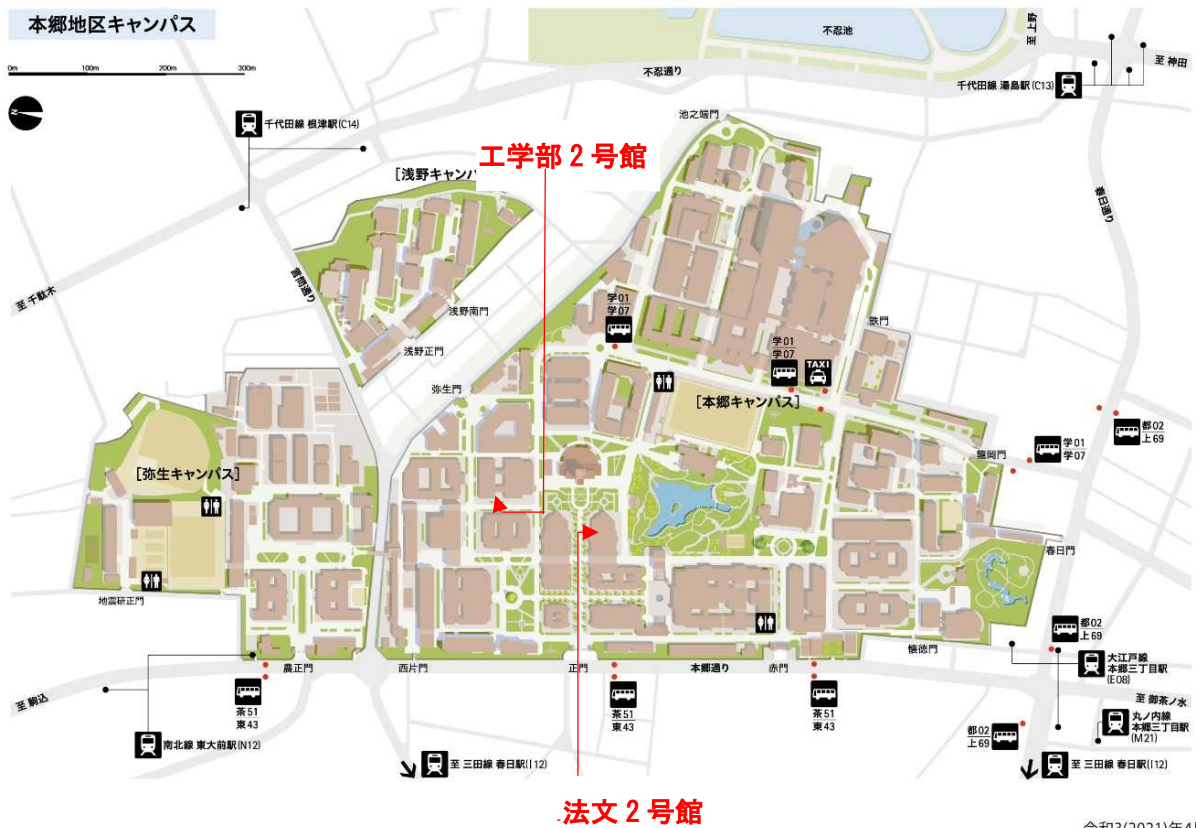 本郷地区キャンパス
0m 100m 200m 300m
N
不忍池
至 上野
不忍通り
至 神田
千代田線 湯島駅(C13)
千代田線 根津駅(C14)
池之端門
工学部2号館
[浅野キャンパ
春日通り
言問通り
至 千駄木
浅野南門
浅野正門
学01
学07
鉄門
学01
学07
TAXI
弥生門
[本郷キャンパス]
都02
上69
学01
学07
龍岡門
[弥生キャンパス]
春日門
地震研正門
都02
上69
懐徳門
大江戸線
本郷三丁目駅
(E08)
農正門
西片門
正門
本郷通り
赤門
至 駒込
至 御茶ノ水
茶51
東43
茶51
東43
茶51
東43
丸ノ内線
本郷三丁目駅
(M21)
都02
上69
南北線 東大前駅(N12)
至 三田線 春日駅(I12)
至 三田線 春日駅(I12)
法文2号館
令和3(2021)年4